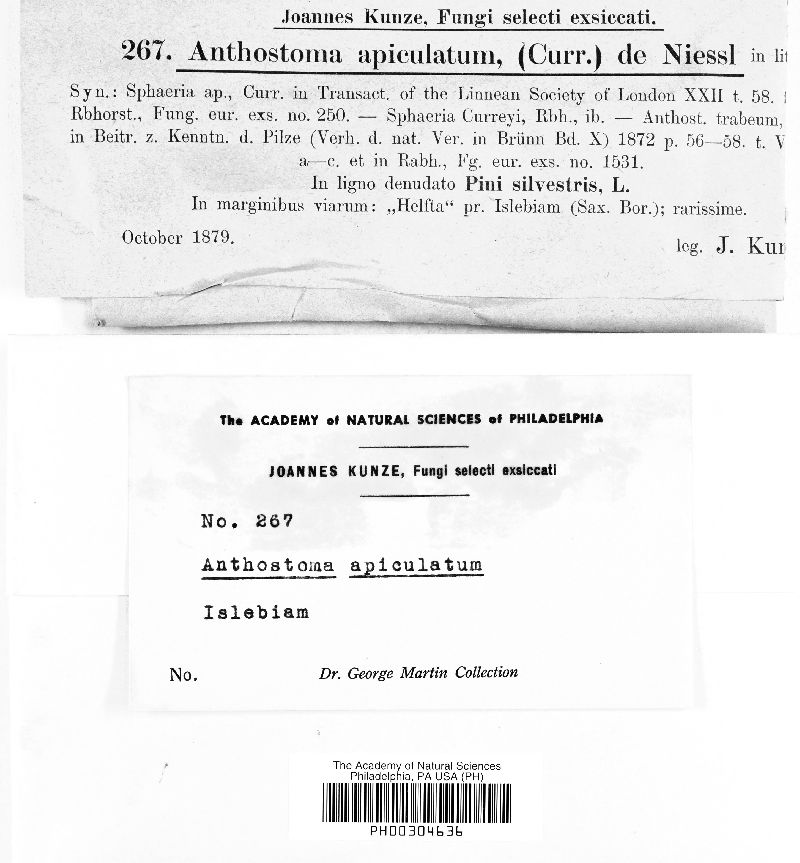 Joannes Kunze, Fungi selecti exsiccati.
267. Anthostoma apiculatum, (Curr.) de Niessl in
Syn.: Sphaeria ap., Curr. in Transact. of the Linnean Society of London XXII t. 58.
Rbhorst., Fung. eur. exs. no. 250. — Sphaeria Curreyi, Rbh., ib. — Anthost. trabeum,
in Beitr. z. Kenntn. d. Pilze (Verh. d. nat. Ver. in Brünn Bd. X) 1872 p. 56—58. t.
a—c. et in Rabh., Fg. eur. exs. no. 1531.
In ligno denudato Pini silvestris, L.
In marginibus viarum: „Helfta“ pr. Islebiam (Sax. Bor.); rarissime.
October 1879.
leg. J.
The ACADEMY of NATURAL SCIENCES of PHILADELPHIA
JOANNES KUNZE, Fungi selecti exsiccati
No. 267
Anthostoma apiculatum
Islebiam
No.
Dr. George Martin Collection
The Academy of Natural Sciences
Philadelphia, PA USA (PH)
PH00304636